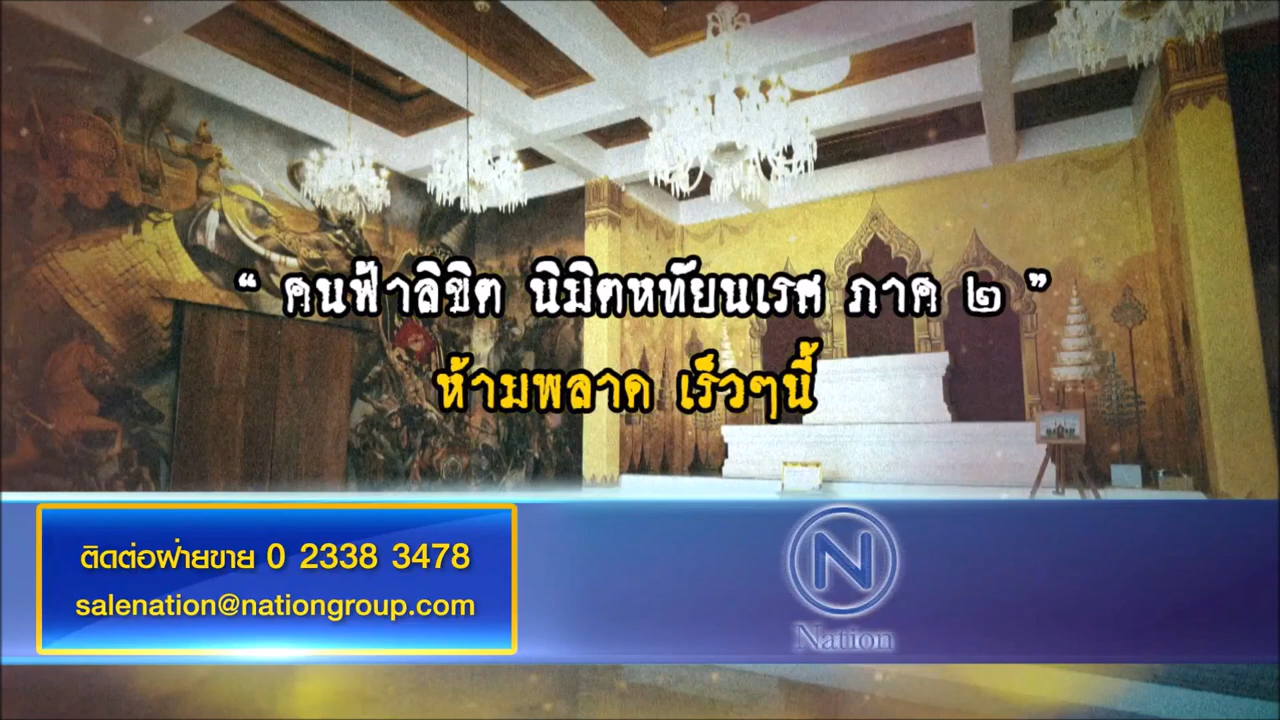 “ คนฟ้าลิขิต นิมิตหทัยนเรศ ภาค ๒ ”
ห้ามพลาด เร็วๆนี้
ติดต่อฝ่ายขาย 0 2338 3478
salenation@nationgroup.com
N
Nation